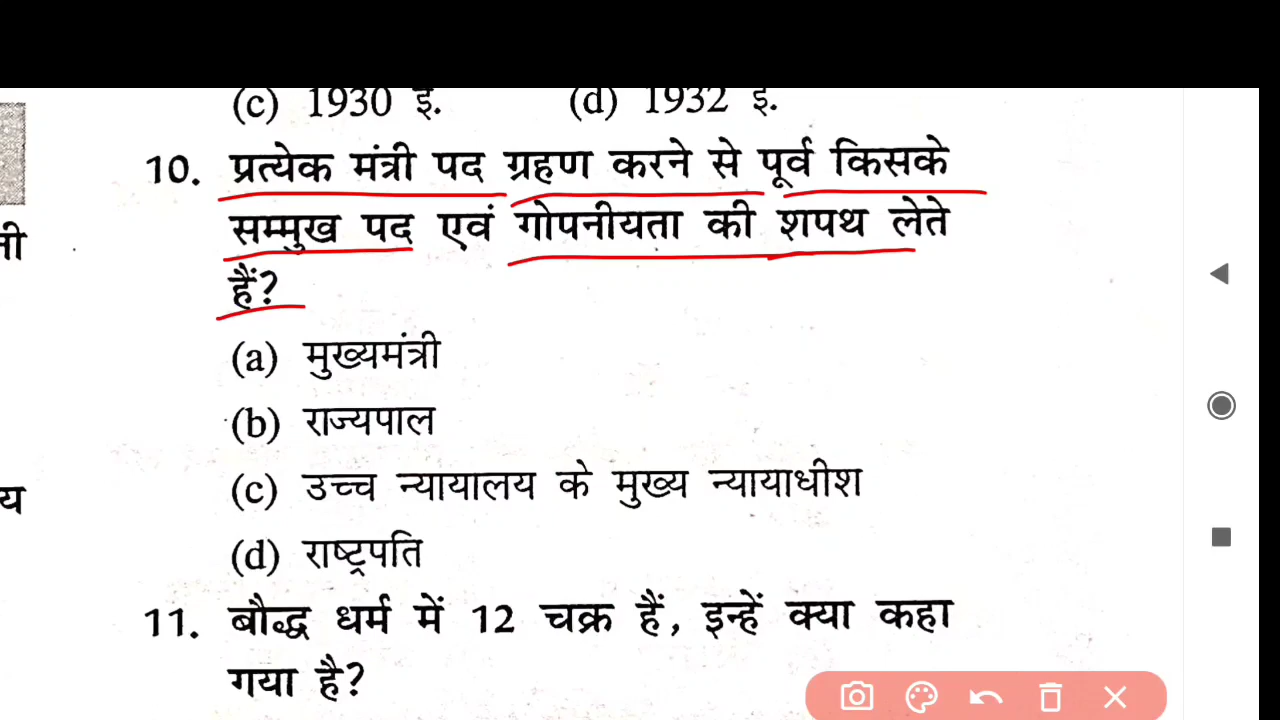 (c) 1930 ई. (d) 1932 ई.
10. प्रत्येक मंत्री पद ग्रहण करने से पूर्व किसके
सम्मुख पद एवं गोपनीयता की शपथ लेते
हैं?
(a) मुख्यमंत्री
(b) राज्यपाल
(c) उच्च न्यायालय के मुख्य न्यायाधीश
(d) राष्ट्रपति
11. बौद्ध धर्म में 12 चक्र हैं, इन्हें क्या कहा
गया है?